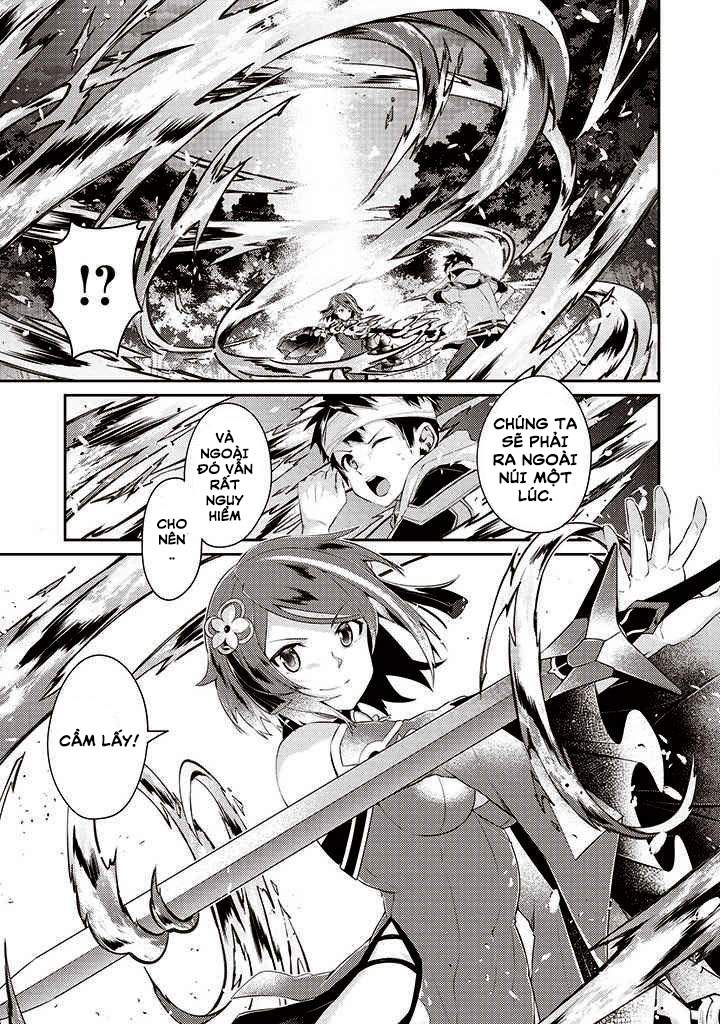 !?
CHÚNG TA
SẼ PHẢI
RA NGOÀI
NÚI MỘT
LÚC.
VÀ
NGOÀI
ĐÓ VẪN
RẤT
NGUY
HIỂM
CHO NÊN
..
CẦM LẤY!